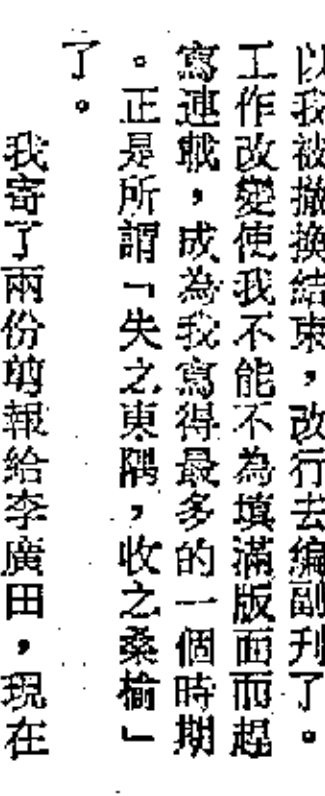 以我被撤換結束，改行去編副刋了。
工作改變使我不能不為填滿版面而趕
寫連載，成為我寫得最多的一個時期
。正是所謂「失之東隅，收之桑榆」
了。
我寄了兩份剪報給李廣田，現在